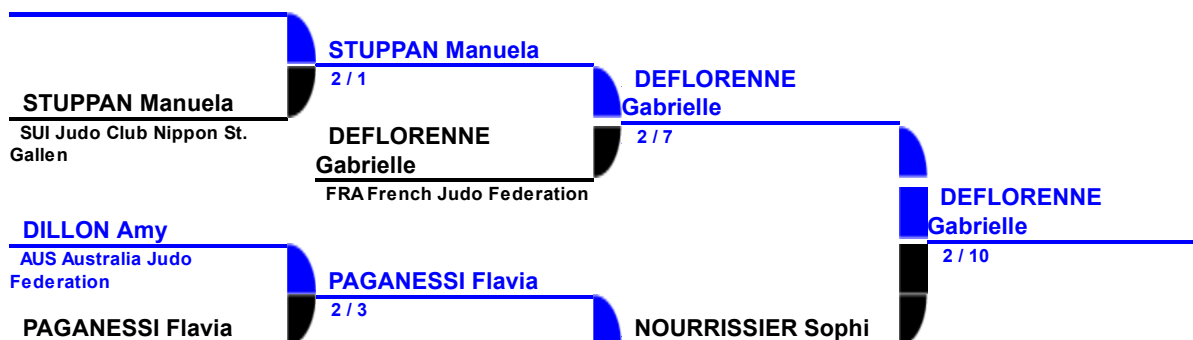 STUPPAN Manuela
2 / 1
DEFLORENNE
Gabrielle
2 / 7
STUPPAN Manuela
SUI Judo Club Nippon St.
Gallen
DEFLORENNE
Gabrielle
FRA French Judo Federation
DEFLORENNE
Gabrielle
2 / 10
DILLON Amy
AUS Australia Judo
Federation
PAGANESSI Flavia
2 / 3
PAGANESSI Flavia
NOURRISSIER Sophi